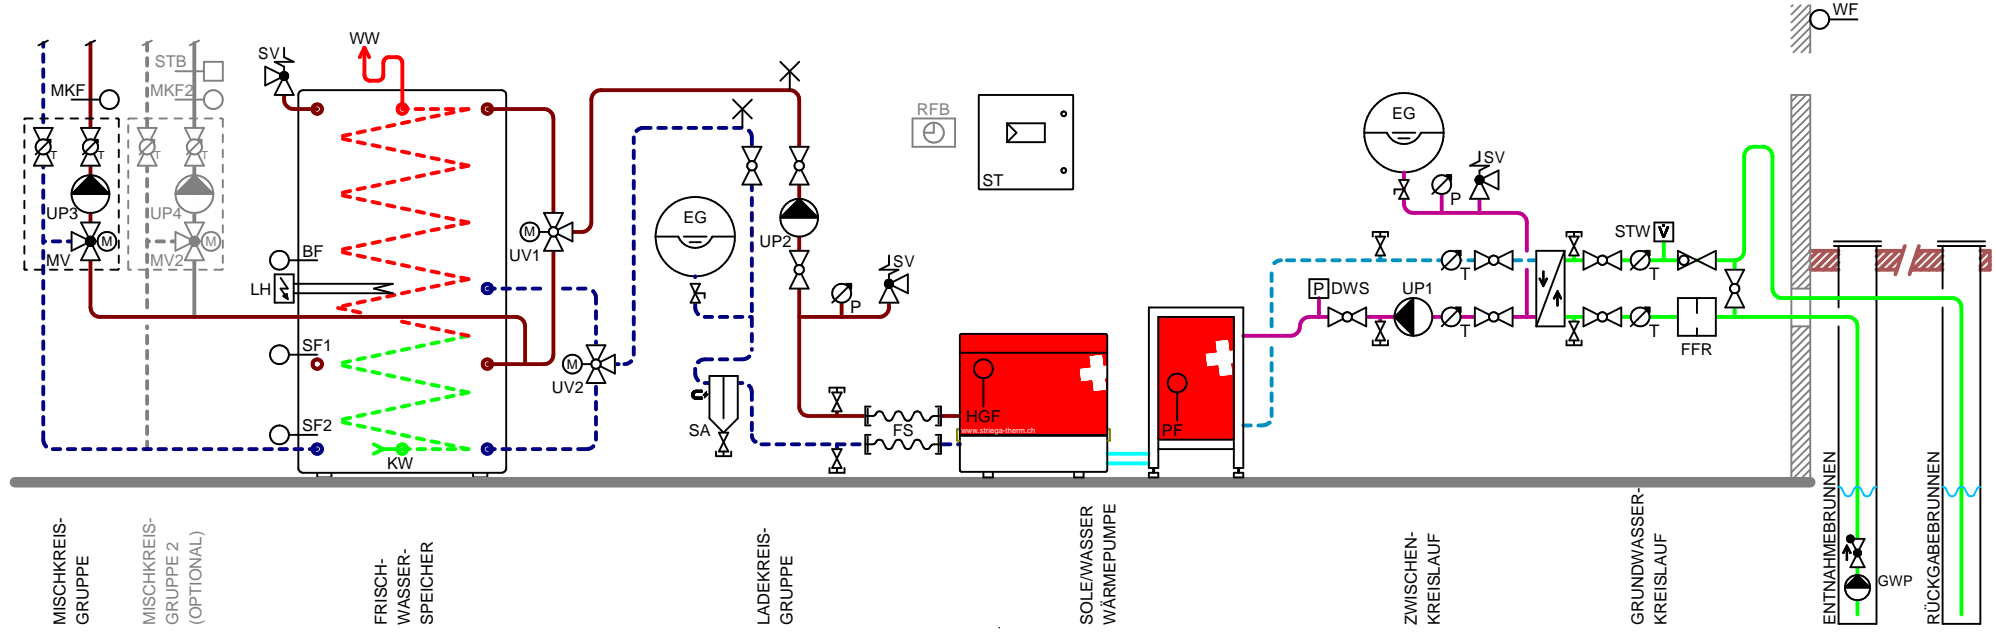 WF
SV
WW
STB
MKF
MKF2
RFB
EG
ST
SV
P
T
T
T
T
UP3
UP4
EG
UP2
STW
V
M
M
MV
MV2
M
UV1
BF
LH
SV
P
T
T
P
DWS
UP1
T
T
FFR
SF1
M
UV2
SF2
KW
SA
FS
HGF
www.striega-therm.ch
PF
GWP
MISCHKREIS-
GRUPPE
MISCHKREIS-
GRUPPE 2
(OPTIONAL)
FRISCH-
WASSER-
SPEICHER
LADEKREIS-
GRUPPE
SOLE/WASSER
WÄRMEPUMPE
ZWISCHEN-
KREISLAUF
GRUNDWASSER-
KREISLAUF
ENTNAHMEBRUNNEN
RÜCKGABEBRUNNEN